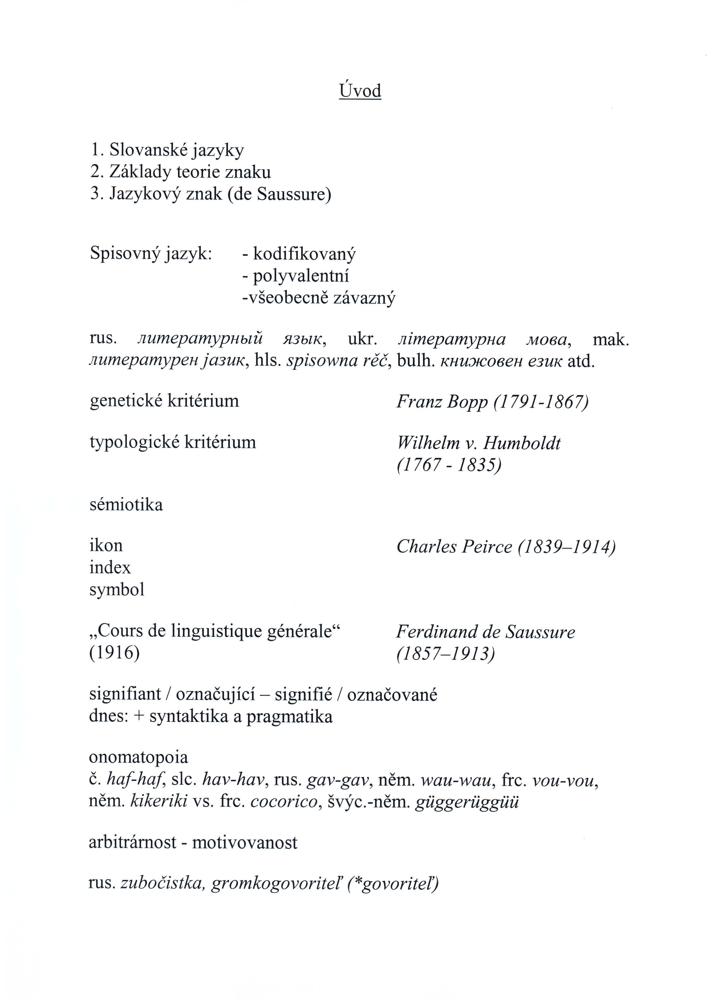 Úvod
1. Slovanské jazyky
2. Základy teorie znaku
3. Jazykový znak (de Saussure)
Spisovný jazyk: - kodifikovaný
- polyvalentní
-všeobecně závazný
rus. литературный язык, ukr. літературна мова, mak.
литературен јазик, hls. spisowna rěč, bulh. книжовен език atd.
genetické kritérium Franz Bopp (1791-1867)
typologické kritérium Wilhelm v. Humboldt
(1767 - 1835)
sémiotika
ikon Charles Peirce (1839–1914)
index
symbol
„Cours de linguistique générale“ Ferdinand de Saussure
(1916) (1857–1913)
signifiant / označující – signifié / označované
dnes: + syntaktika a pragmatika
onomatopoia
č. haf-haf, slc. hav-hav, rus. gav-gav, něm. wau-wau, frc. vou-vou,
něm. kikeriki vs. frc. cocorico, švýc.-něm. güggerüggüü
arbitrárnost - motivovanost
rus. zubočistka, gromkogovoriteľ (*govoriteľ)